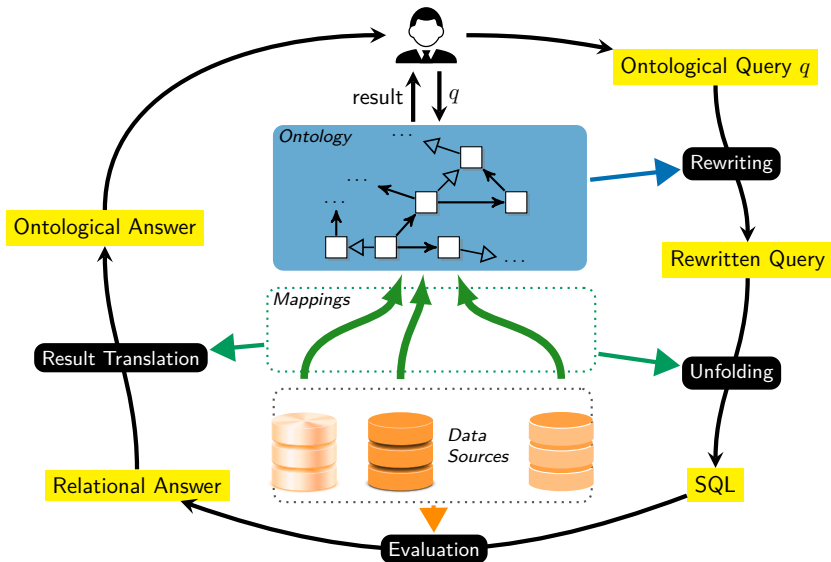 Ontological Query q
result
q
Ontology
...
...
...
...
Rewriting
Ontological Answer
Rewritten Query
Mappings
Result Translation
Unfolding
Data
Sources
Relational Answer
SQL
Evaluation